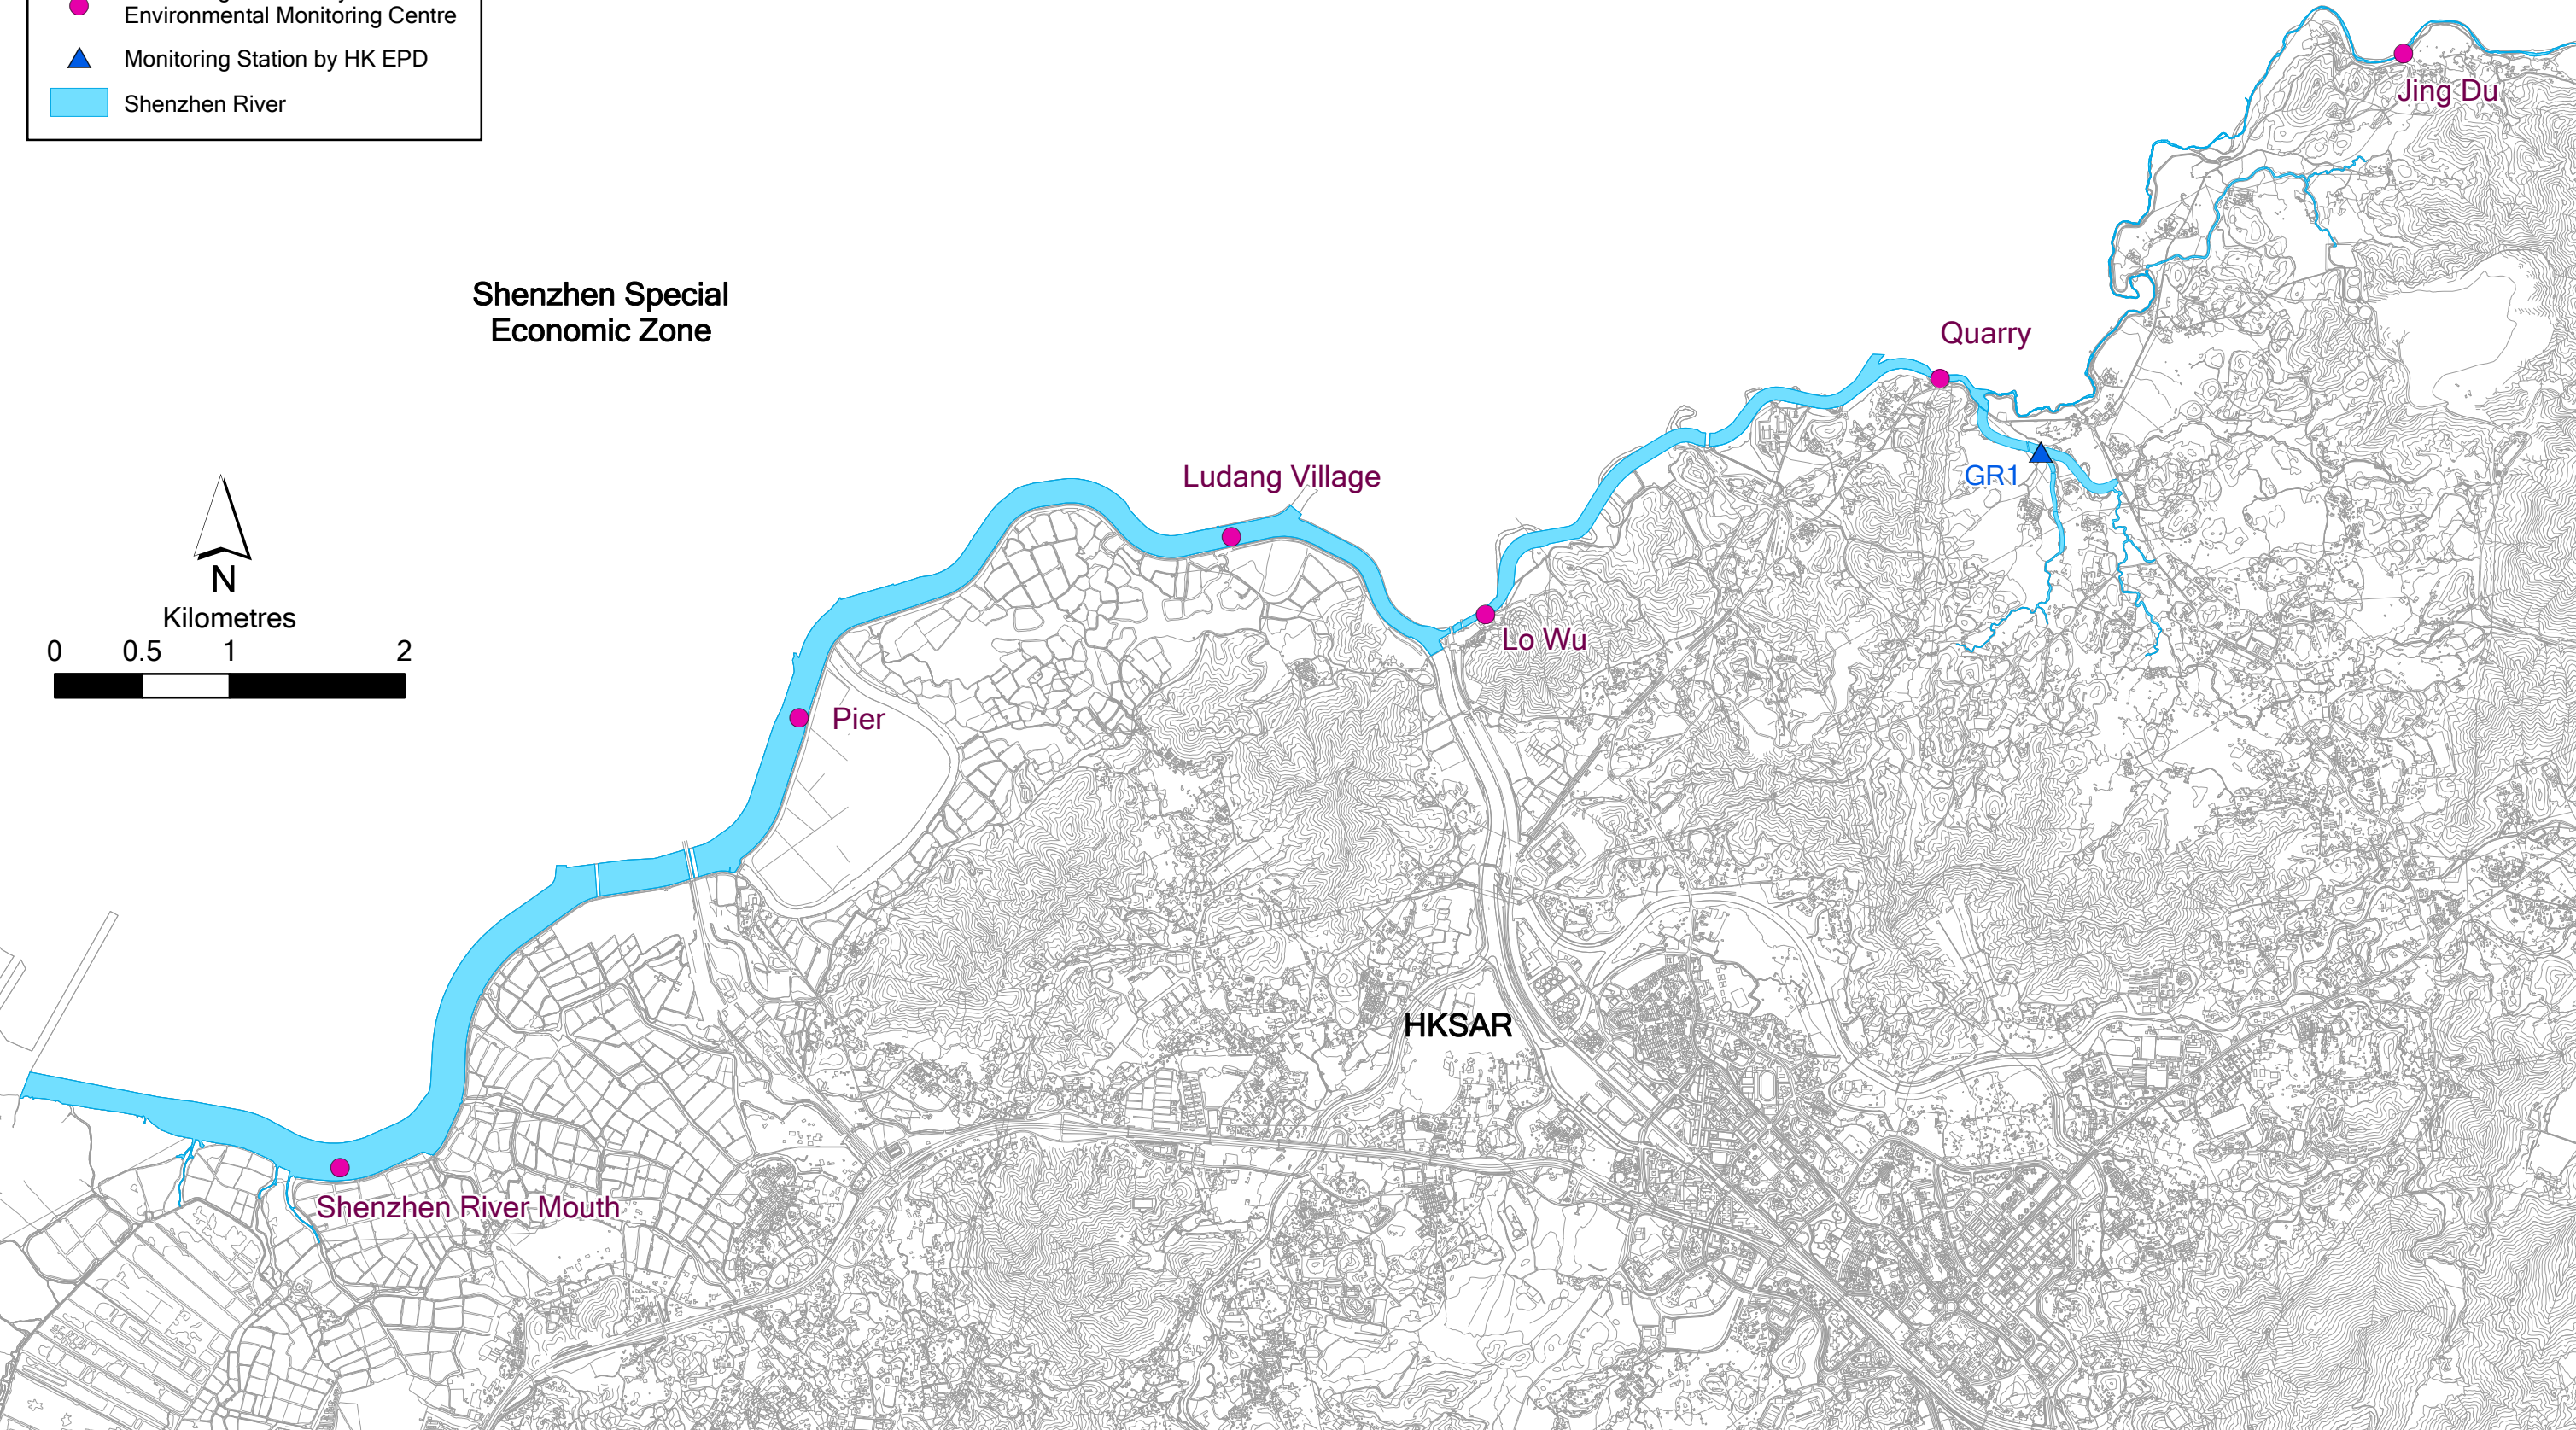 Environmental Monitoring Centre
Monitoring Station by HK EPD
Shenzhen River
Jing Du
Shenzhen Special
Economic Zone
Quarry
Ludang Village
GR1
N
Kilometres
0 0.5 1 2
Lo Wu
Pier
HKSAR
Shenzhen River Mouth